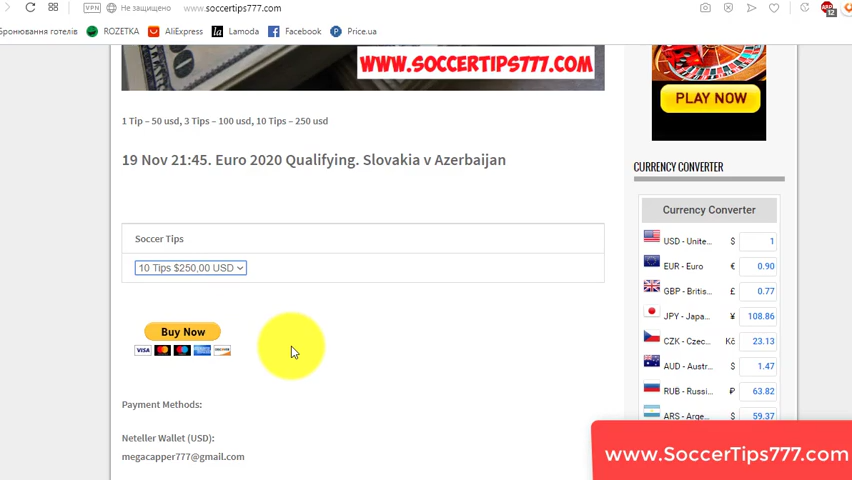 VPN
Не защищено
www.soccertips777.com
12
бронювання готелів
ROZETKA
AliExpress
la Lamoda
Facebook
Price.ua
WWW.SOCCERTIPS777.COM
PLAY NOW
1 Tip – 50 usd, 3 Tips – 100 usd, 10 Tips – 250 usd
19 Nov 21:45. Euro 2020 Qualifying. Slovakia v Azerbaijan
CURRENCY CONVERTER
Currency Converter
Soccer Tips
10 Tips $250,00 USD
USD - Unite... $ 1
EUR - Euro € 0.90
GBP - Britis... £ 0.77
JPY - Japa... ¥ 108.86
CZK - Czec... Kč 23.13
AUD - Austr... $ 1.47
RUB - Russi... ₽ 63.82
ARS - Arge... $ 59.37
Buy Now
VISA
Payment Methods:
Neteller Wallet (USD):
megacapper777@gmail.com
www.SoccerTips777.com